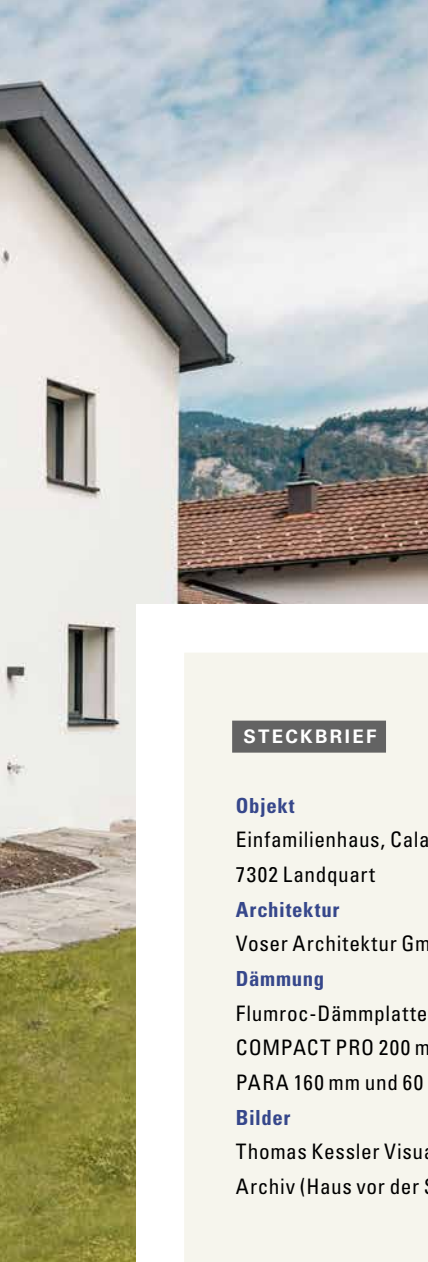 STECKBRIEF
Objekt
Einfamilienhaus, Cala
7302 Landquart
Architektur
Voser Architektur Gm
Dämmung
Flumroc-Dämmplatte
COMPACT PRO 200 m
PARA 160 mm und 60
Bilder
Thomas Kessler Visua
Archiv (Haus vor der S